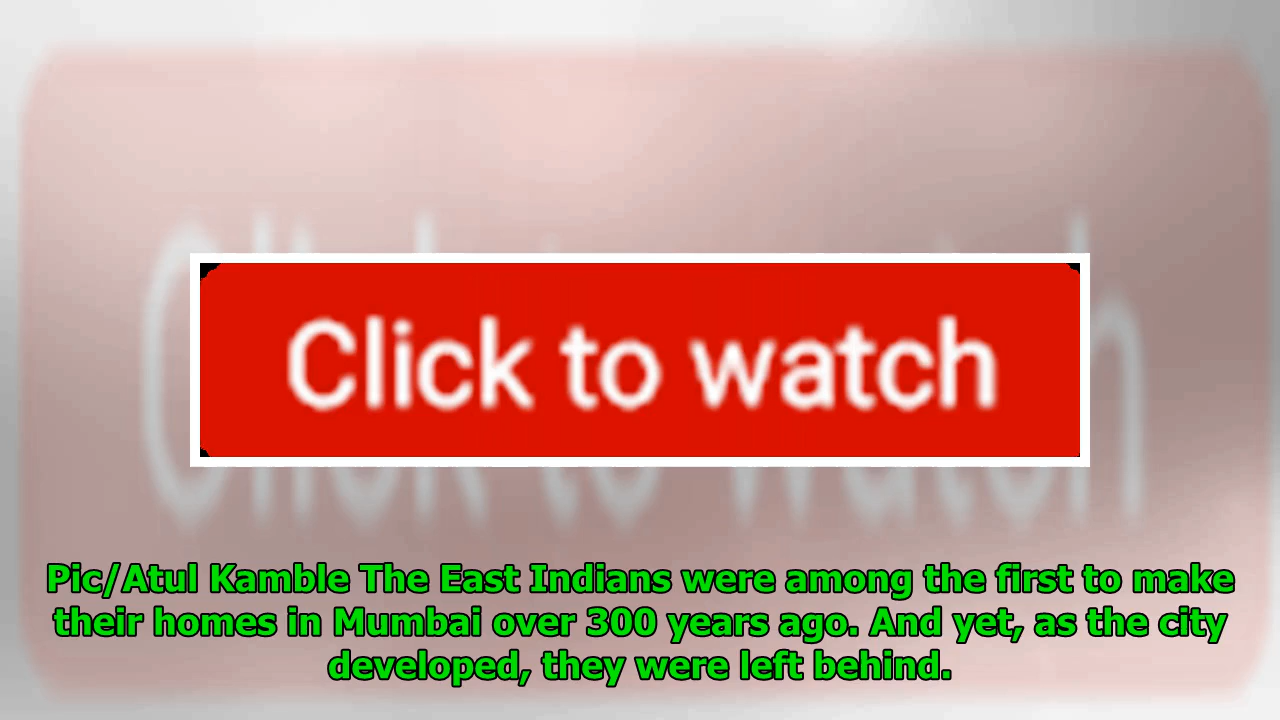 Click to watch
Pic/Atul Kamble The East Indians were among the first to make
their homes in Mumbai over 300 years ago. And yet, as the city
developed, they were left behind.